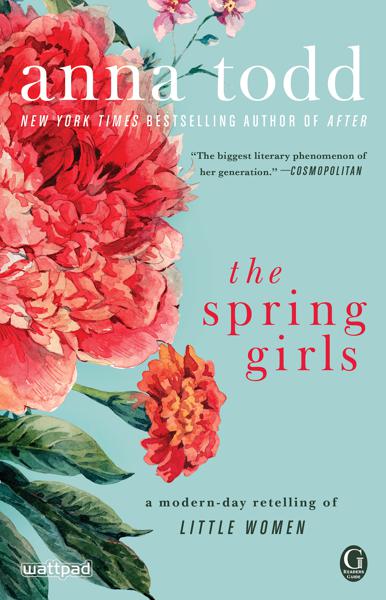 anna todd
NEW YORK TIMES BESTSELLING AUTHOR OF AFTER
“The biggest literary phenomenon of
her generation.” —COSMOPOLITAN
the
spring
girls
a modern-day retelling of
LITTLE WOMEN
wattpad
G
READERS
GUIDE